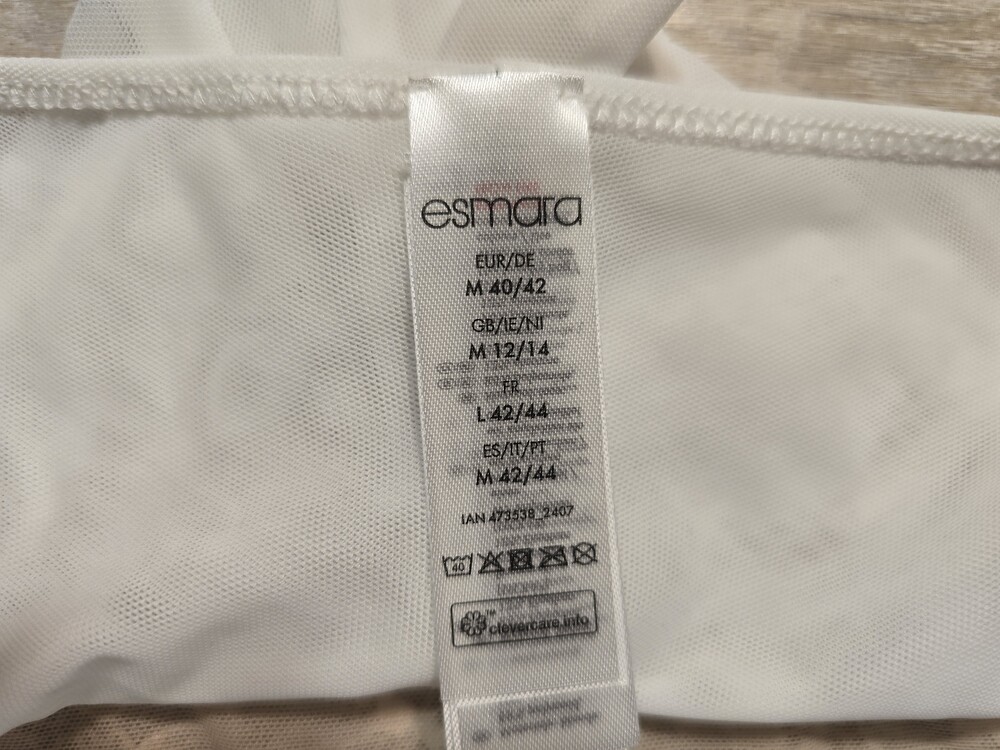 esmara
EUR/DE
M 40/42
GB/IE/NI
M 12/14
FR
L 42/44
ES/IT/PT
M 42/44
IAN 473538_2407
40
clevercare.info